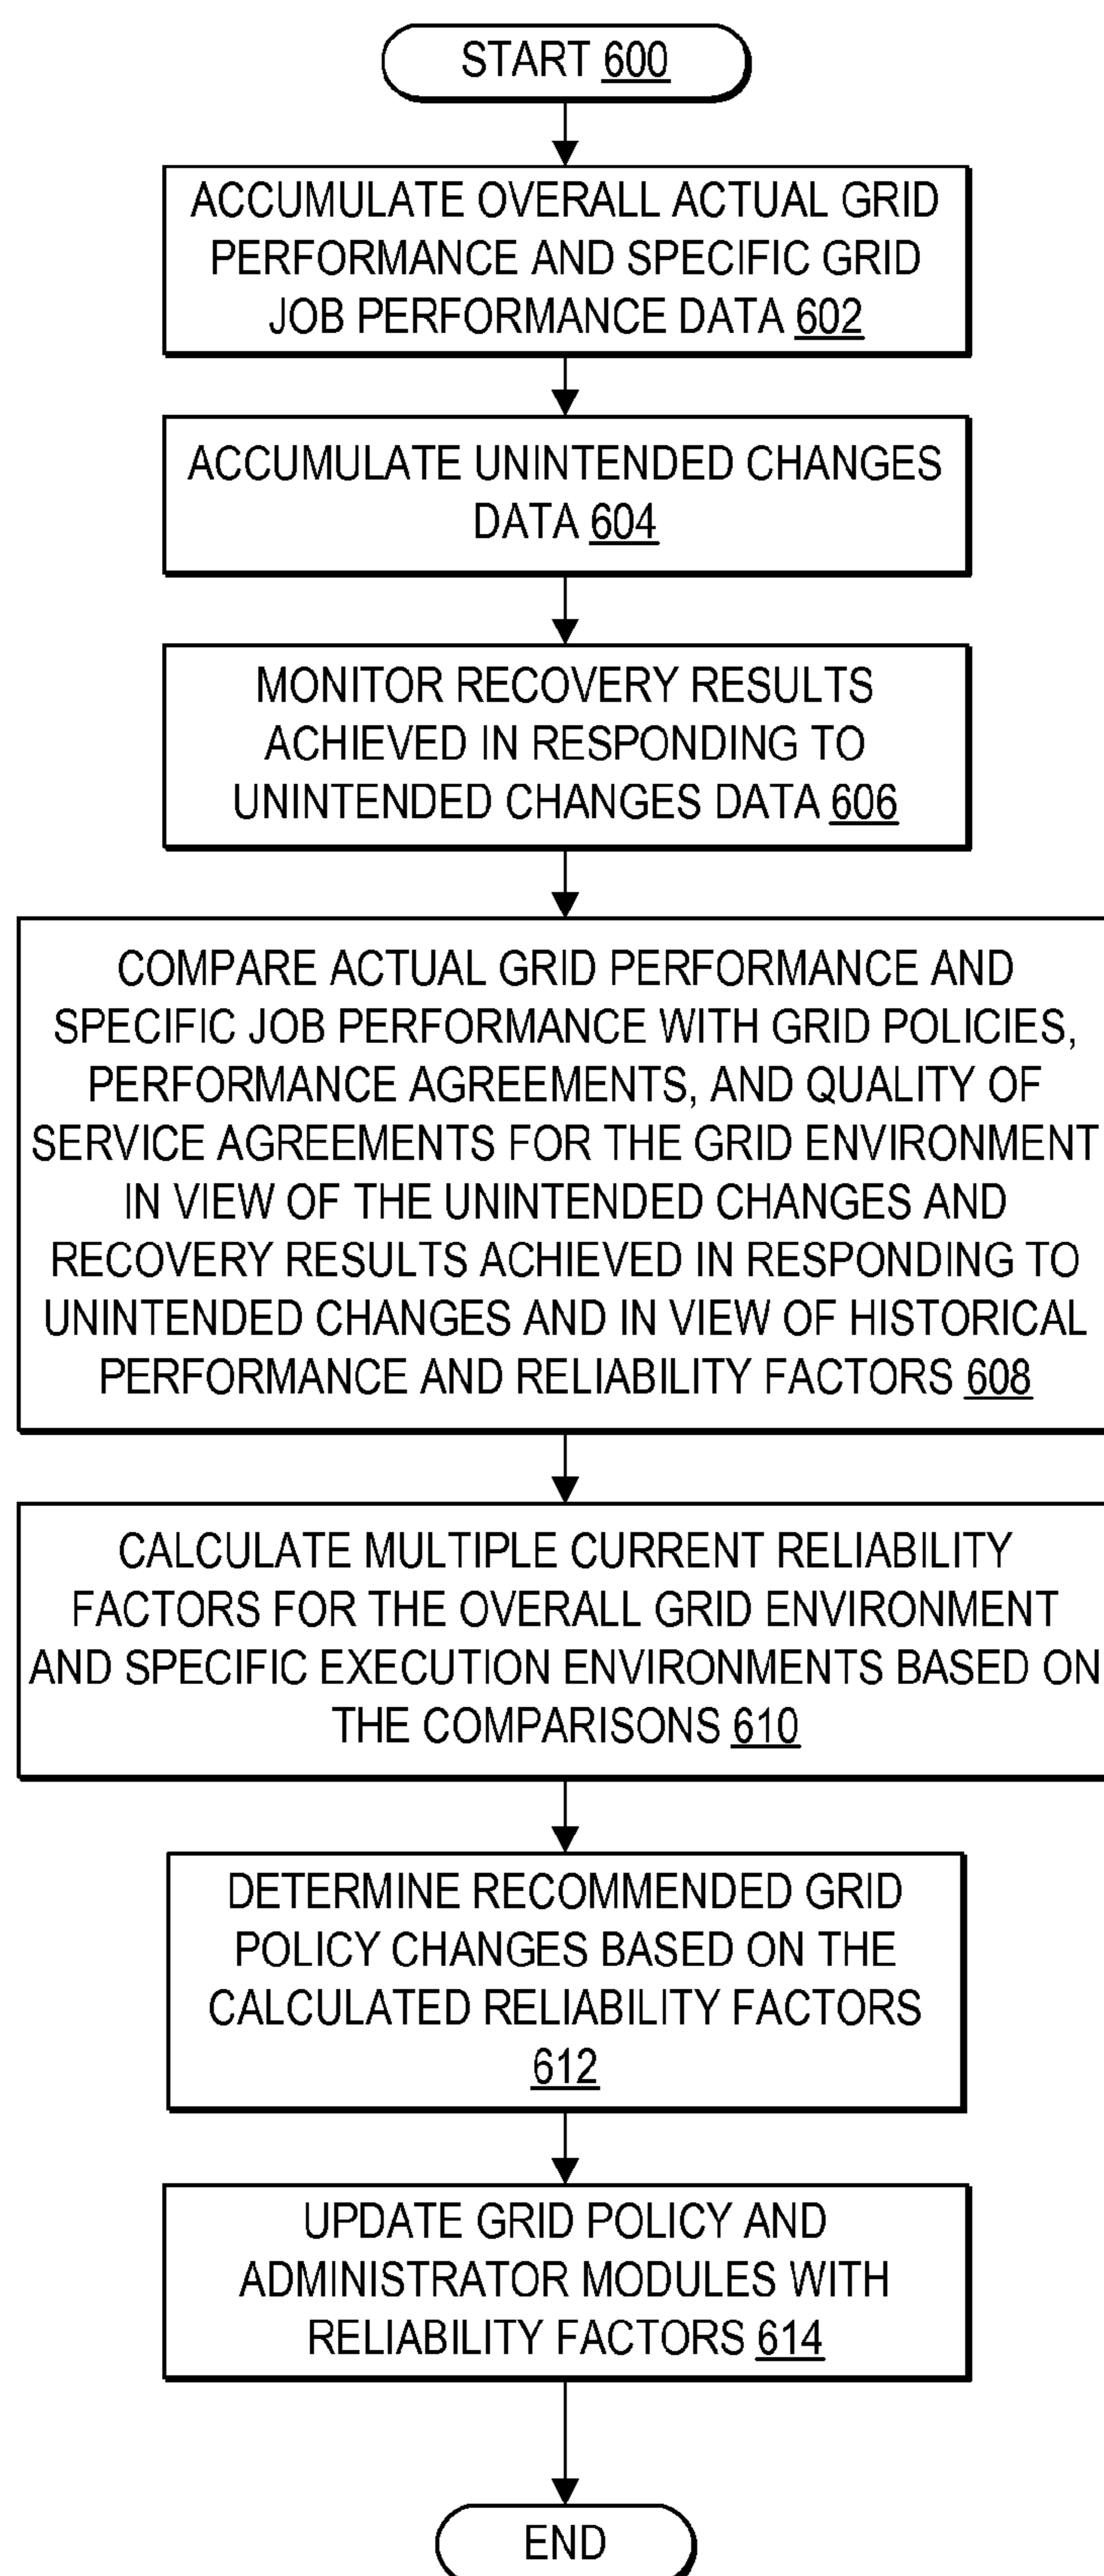 START 600
ACCUMULATE OVERALL ACTUAL GRID
PERFORMANCE AND SPECIFIC GRID
JOB PERFORMANCE DATA 602
ACCUMULATE UNINTENDED CHANGES
DATA 604
MONITOR RECOVERY RESULTS
ACHIEVED IN RESPONDING TO
UNINTENDED CHANGES DATA 606
COMPARE ACTUAL GRID PERFORMANCE AND
SPECIFIC JOB PERFORMANCE WITH GRID POLICIES,
PERFORMANCE AGREEMENTS, AND QUALITY OF
SERVICE AGREEMENTS FOR THE GRID ENVIRONMENT
IN VIEW OF THE UNINTENDED CHANGES AND
RECOVERY RESULTS ACHIEVED IN RESPONDING TO
UNINTENDED CHANGES AND IN VIEW OF HISTORICAL
PERFORMANCE AND RELIABILITY FACTORS 608
CALCULATE MULTIPLE CURRENT RELIABILITY
FACTORS FOR THE OVERALL GRID ENVIRONMENT
AND SPECIFIC EXECUTION ENVIRONMENTS BASED ON
THE COMPARISONS 610
DETERMINE RECOMMENDED GRID
POLICY CHANGES BASED ON THE
CALCULATED RELIABILITY FACTORS
612
UPDATE GRID POLICY AND
ADMINISTRATOR MODULES WITH
RELIABILITY FACTORS 614
END